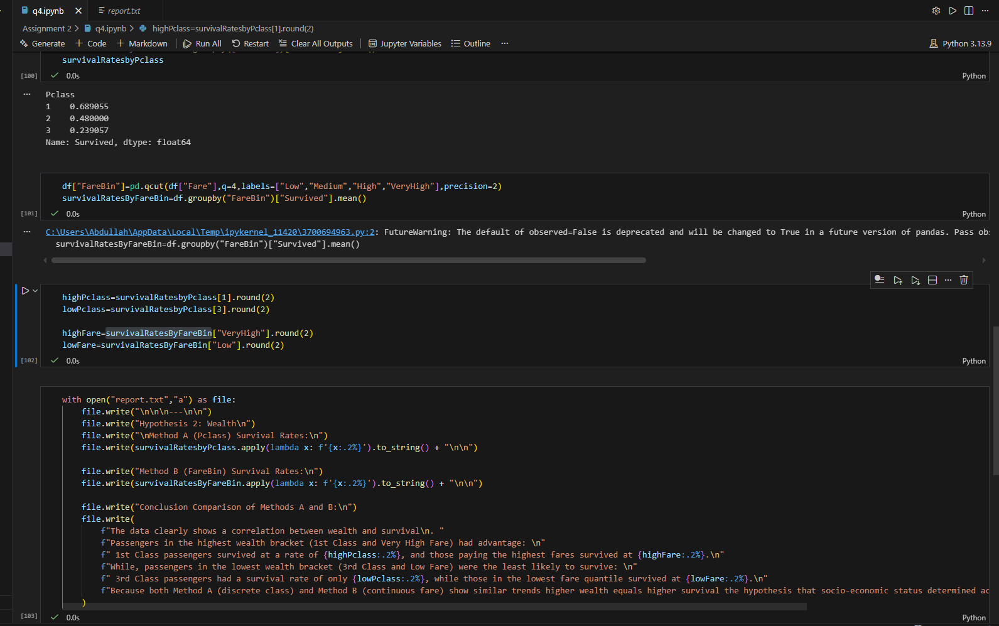 q4.ipynb
report.txt
Assignment 2 > q4.ipynb > highPclass=survivalRatesbyPclass[1].round(2)
Generate + Code + Markdown Run All Restart Clear All Outputs Jupyter Variables Outline ... Python 3.13.9
survivalRatesbyPclass
[100] 0.0s Python
Pclass
1    0.689055
2    0.480000
3    0.239057
Name: Survived, dtype: float64
df["FareBin"]=pd.qcut(df["Fare"],q=4,labels=["Low","Medium","High","VeryHigh"],precision=2)
survivalRatesByFareBin=df.groupby("FareBin")["Survived"].mean()
[101] 0.0s Python
C:\Users\Abdullah\AppData\Local\Temp\ipykernel_11420\3700694963.py:2: FutureWarning: The default of observed=False is deprecated and will be changed to True in a future version of pandas. Pass obs
  survivalRatesByFareBin=df.groupby("FareBin")["Survived"].mean()
highPclass=survivalRatesbyPclass[1].round(2)
lowPclass=survivalRatesbyPclass[3].round(2)
highFare=survivalRatesByFareBin["VeryHigh"].round(2)
lowFare=survivalRatesByFareBin["Low"].round(2)
[102] 0.0s Python
with open("report.txt","a") as file:
    file.write("\n\n\n---\n\n")
    file.write("Hypothesis 2: Wealth\n")
    file.write("\nMethod A (Pclass) Survival Rates:\n")
    file.write(survivalRatesbyPclass.apply(lambda x: f'{x:.2%}').to_string() + "\n\n")
    file.write("Method B (FareBin) Survival Rates:\n")
    file.write(survivalRatesByFareBin.apply(lambda x: f'{x:.2%}').to_string() + "\n\n")
    file.write("Conclusion Comparison of Methods A and B:\n")
    file.write(
        f"The data clearly shows a correlation between wealth and survival\n. "
        f"Passengers in the highest wealth bracket (1st Class and Very High Fare) had advantage: \n"
        f" 1st Class passengers survived at a rate of {highPclass:.2%}, and those paying the highest fares survived at {highFare:.2%}.\n"
        f"While, passengers in the lowest wealth bracket (3rd Class and Low Fare) were the least likely to survive: \n"
        f" 3rd Class passengers had a survival rate of only {lowPclass:.2%}, while those in the lowest fare quantile survived at {lowFare:.2%}.\n"
        f"Because both Method A (discrete class) and Method B (continuous fare) show similar trends higher wealth equals higher survival the hypothesis that socio-economic status determined ac
    )
[103] 0.0s Python